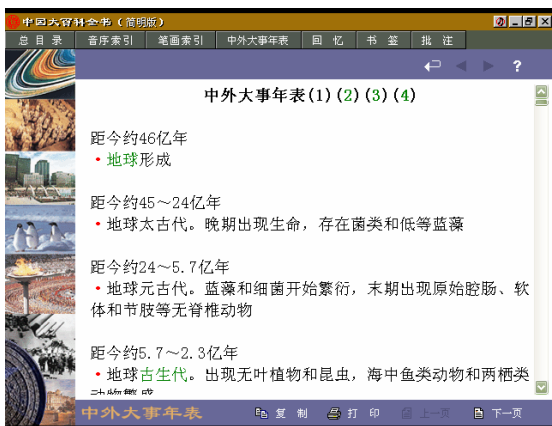 中国大百科全书(简明版)
总目录 音序索引 笔画索引 中外大事年表 回忆 书签 批注
?
中外大事年表(1)(2)(3)(4)
距今约46亿年
•地球形成
距今约45～24亿年
•地球太古代。晚期出现生命，存在菌类和低等蓝藻
距今约24～5.7亿年
•地球元古代。蓝藻和细菌开始繁衍，末期出现原始腔肠、软
体和节肢等无脊椎动物
距今约5.7～2.3亿年
•地球古生代。出现无叶植物和昆虫，海中鱼类动物和两栖类
中外大事年表 复制 打印 上一页 下一页